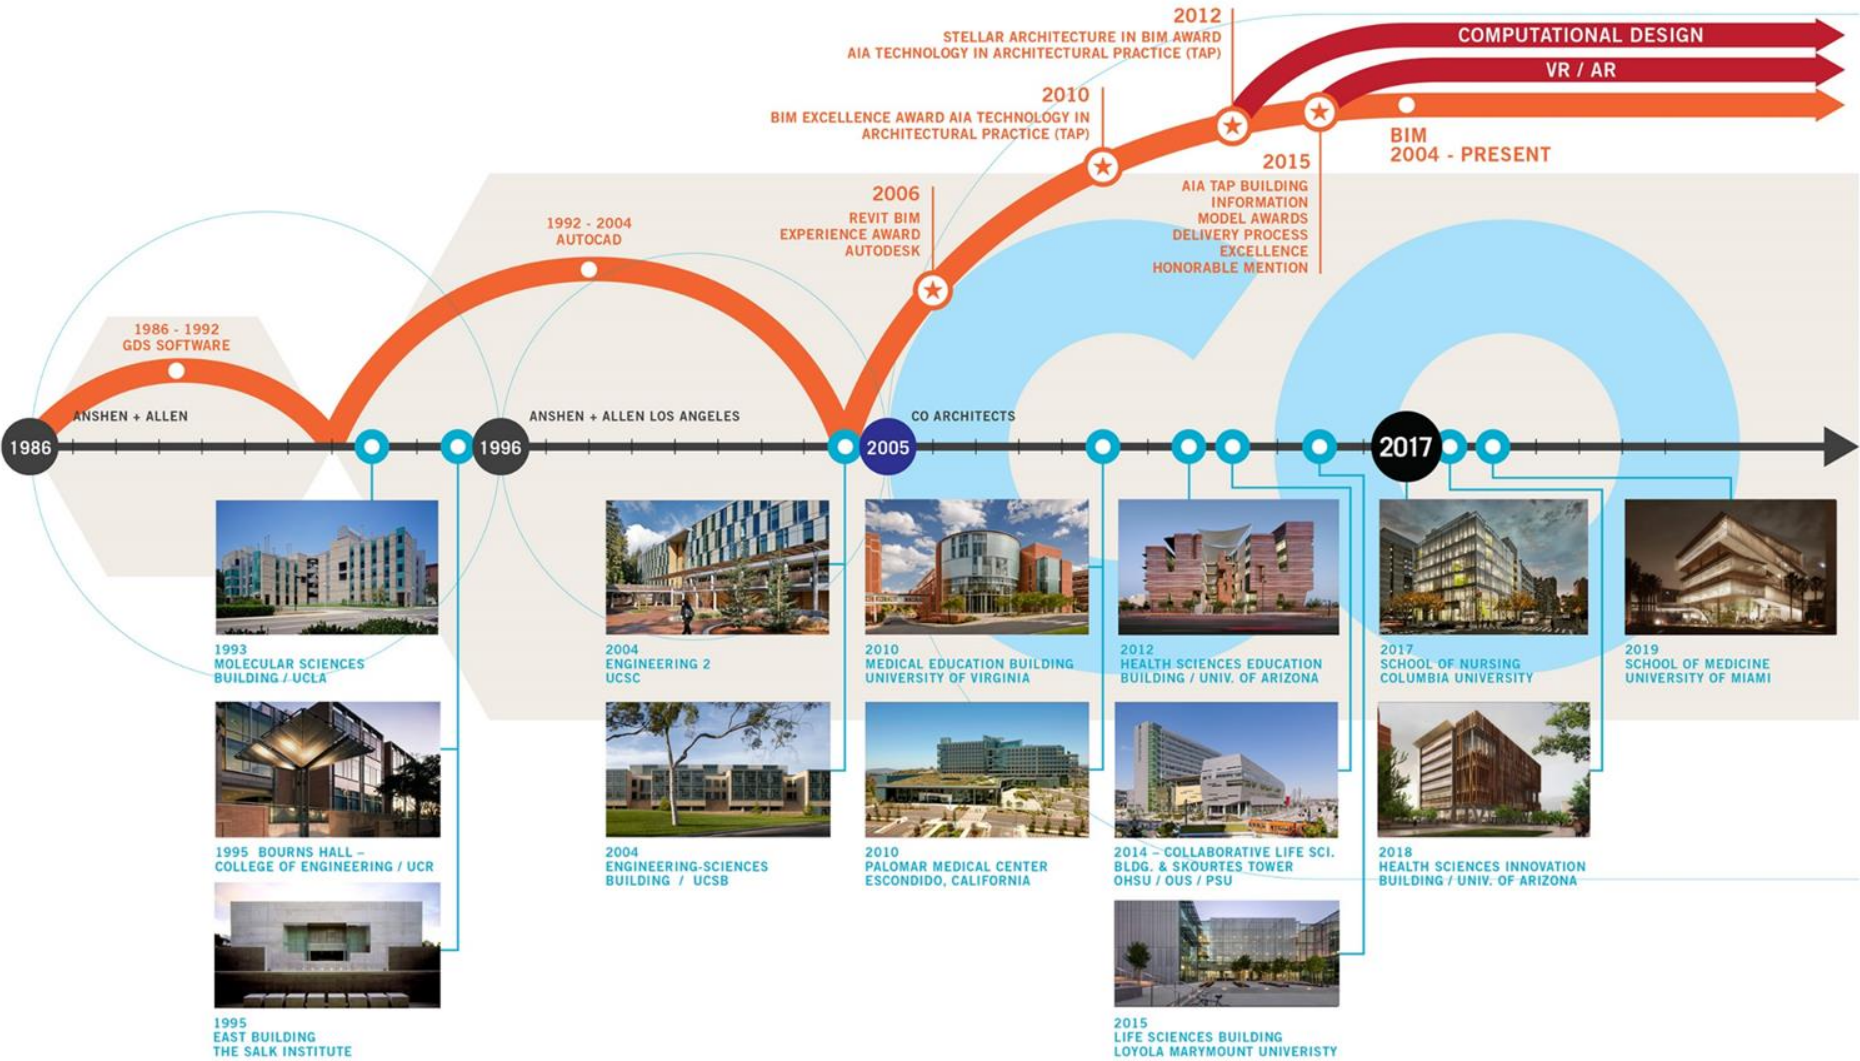 2012
STELLAR ARCHITECTURE IN BIM AWARD
AIA TECHNOLOGY IN ARCHITECTURAL PRACTICE (TAP)
COMPUTATIONAL DESIGN
VR / AR
2010
BIM EXCELLENCE AWARD AIA TECHNOLOGY IN
ARCHITECTURAL PRACTICE (TAP)
BIM
2004 - PRESENT
2015
AIA TAP BUILDING
INFORMATION
MODEL AWARDS
DELIVERY PROCESS
EXCELLENCE
HONORABLE MENTION
2006
REVIT BIM
EXPERIENCE AWARD
AUTODESK
1992 - 2004
AUTOCAD
1986 - 1992
GDS SOFTWARE
CO
ANSHEN + ALLEN
ANSHEN + ALLEN LOS ANGELES
CO ARCHITECTS
1986
1996
2005
2017
1993
MOLECULAR SCIENCES
BUILDING / UCLA
2004
ENGINEERING 2
UCSC
2010
MEDICAL EDUCATION BUILDING
UNIVERSITY OF VIRGINIA
2012
HEALTH SCIENCES EDUCATION
BUILDING / UNIV. OF ARIZONA
2017
SCHOOL OF NURSING
COLUMBIA UNIVERSITY
2019
SCHOOL OF MEDICINE
UNIVERSITY OF MIAMI
1995 BOURNS HALL –
COLLEGE OF ENGINEERING / UCR
2004
ENGINEERING-SCIENCES
BUILDING / UCSB
2010
PALOMAR MEDICAL CENTER
ESCONDIDO, CALIFORNIA
2014 – COLLABORATIVE LIFE SCI.
BLDG. & SKOURTES TOWER
OHSU / OUS / PSU
2018
HEALTH SCIENCES INNOVATION
BUILDING / UNIV. OF ARIZONA
1995
EAST BUILDING
THE SALK INSTITUTE
2015
LIFE SCIENCES BUILDING
LOYOLA MARYMOUNT UNIVERISTY